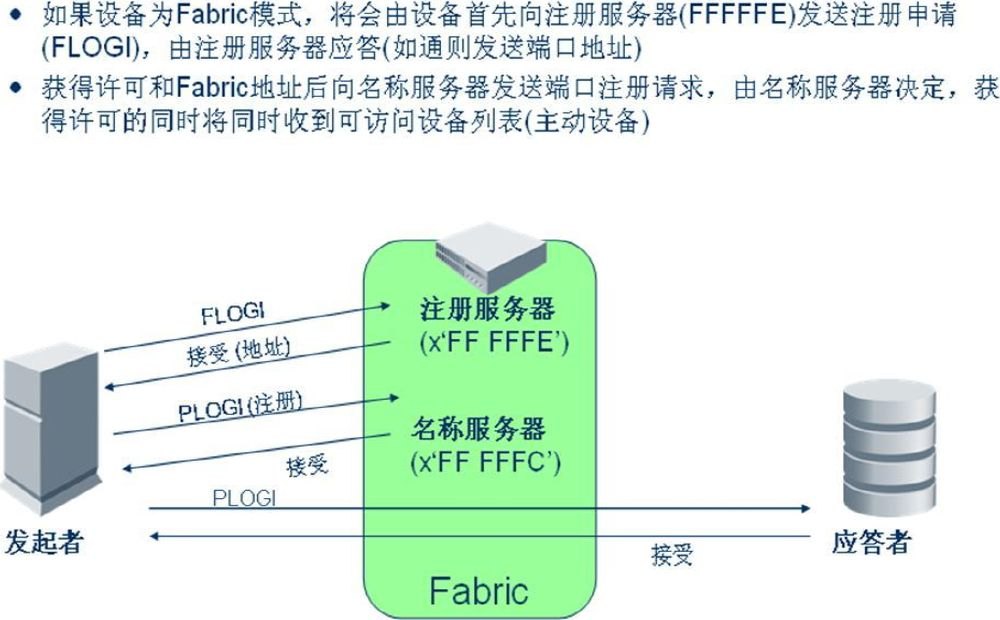 如果设备为Fabric模式，将会由设备首先向注册服务器(FFFFFE)发送注册申请
(FLOGI)，由注册服务器应答(如通则发送端口地址)
获得许可和Fabric地址后向名称服务器发送端口注册请求，由名称服务器决定，获
得许可的同时将同时收到可访问设备列表(主动设备)
FLOGI
注册服务器
(x‘FF FFFE’)
接受 (地址)
PLOGI (注册)
名称服务器
(x‘FF FFFC’)
接受
PLOGI
发起者
接受
应答者
Fabric